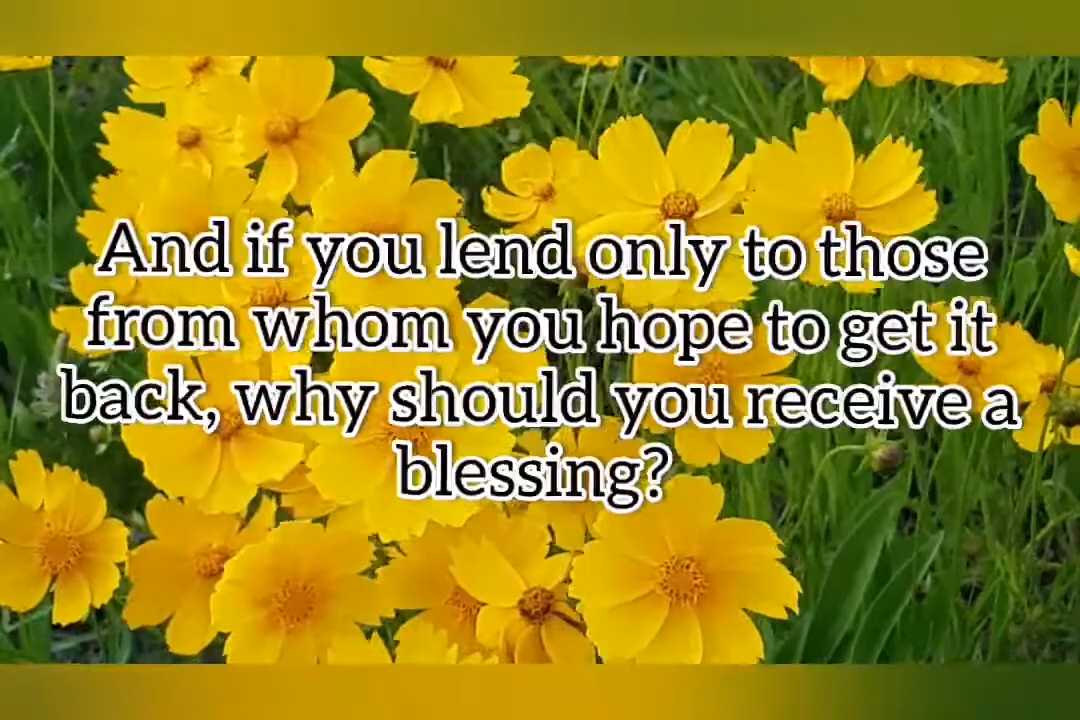 And if you lend only to those
from whom you hope to get it
back, why should you receive a
blessing?